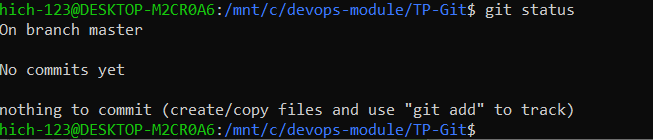 hich-123@DESKTOP-M2CR0A6:/mnt/c/devops-module/TP-Git$ git status
On branch master
No commits yet
nothing to commit (create/copy files and use "git add" to track)
hich-123@DESKTOP-M2CR0A6:/mnt/c/devops-module/TP-Git$